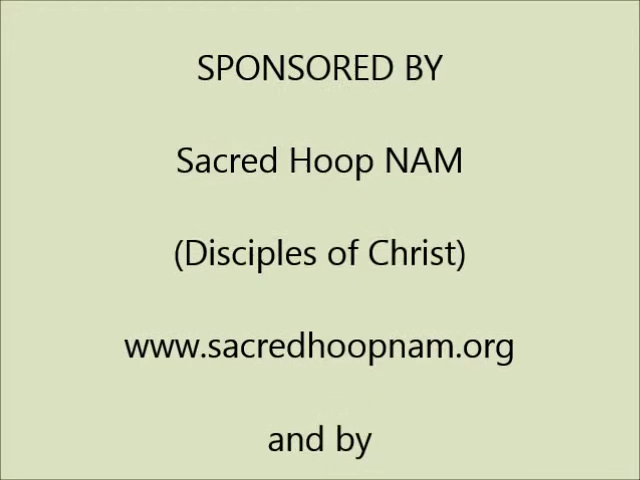 SPONSORED BY
Sacred Hoop NAM
(Disciples of Christ)
www.sacredhoopnam.org
and by